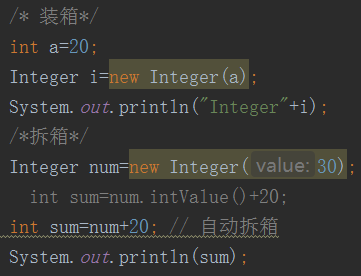 /* 装箱*/
int a=20;
Integer i=new Integer(a);
System.out.println("Integer"+i);
/*拆箱*/
Integer num=new Integer( value: 30);
int sum=num.intValue()+20;
int sum=num+20; // 自动拆箱
System.out.println(sum);